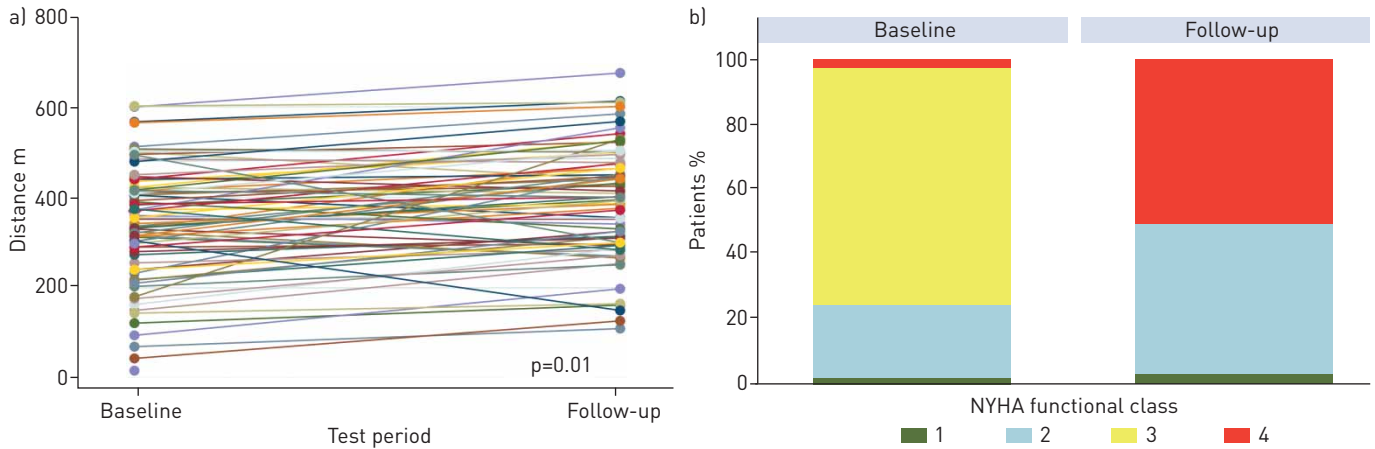 a)
800
600
400
200
0
Distance m
p=0.01
Baseline
Follow-up
Test period
b)
Baseline
Follow-up
100
80
60
40
20
0
Patients %
NYHA functional class
1
2
3
4